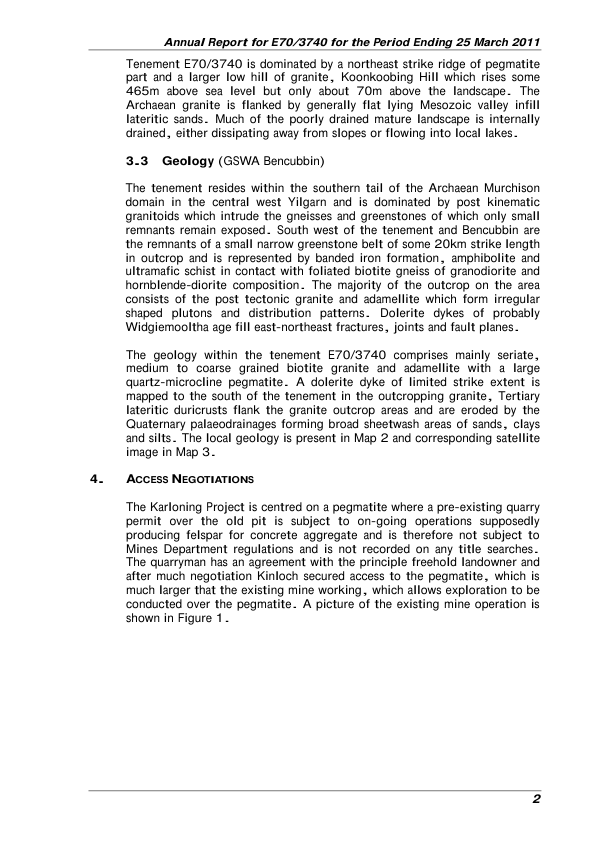 Annual Report for E70/3740 for the Period Ending 25 March 2011
Tenement E70/3740 is dominated by a northeast strike ridge of pegmatite
part and a larger low hill of granite, Koonkoobing Hill which rises some
465m above sea level but only about 70m above the landscape. The
Archaean granite is flanked by generally flat lying Mesozoic valley infill
lateritic sands. Much of the poorly drained mature landscape is internally
drained, either dissipating away from slopes or flowing into local lakes.
3.3 Geology (GSWA Bencubbin)
The tenement resides within the southern tail of the Archaean Murchison
domain in the central west Yilgarn and is dominated by post kinematic
granitoids which intrude the gneisses and greenstones of which only small
remnants remain exposed. South west of the tenement and Bencubbin are
the remnants of a small narrow greenstone belt of some 20km strike length
in outcrop and is represented by banded iron formation, amphibolite and
ultramafic schist in contact with foliated biotite gneiss of granodiorite and
hornblende-diorite composition. The majority of the outcrop on the area
consists of the post tectonic granite and adamellite which form irregular
shaped plutons and distribution patterns. Dolerite dykes of probably
Widgiemooltha age fill east-northeast fractures, joints and fault planes.
The geology within the tenement E70/3740 comprises mainly seriate,
medium to coarse grained biotite granite and adamellite with a large
quartz-microcline pegmatite. A dolerite dyke of limited strike extent is
mapped to the south of the tenement in the outcropping granite, Tertiary
lateritic duricrusts flank the granite outcrop areas and are eroded by the
Quaternary palaeodrainages forming broad sheetwash areas of sands, clays
and silts. The local geology is present in Map 2 and corresponding satellite
image in Map 3.
4. ACCESS NEGOTIATIONS
The Karloning Project is centred on a pegmatite where a pre-existing quarry
permit over the old pit is subject to on-going operations supposedly
producing felspar for concrete aggregate and is therefore not subject to
Mines Department regulations and is not recorded on any title searches.
The quarryman has an agreement with the principle freehold landowner and
after much negotiation Kinloch secured access to the pegmatite, which is
much larger that the existing mine working, which allows exploration to be
conducted over the pegmatite. A picture of the existing mine operation is
shown in Figure 1.
2